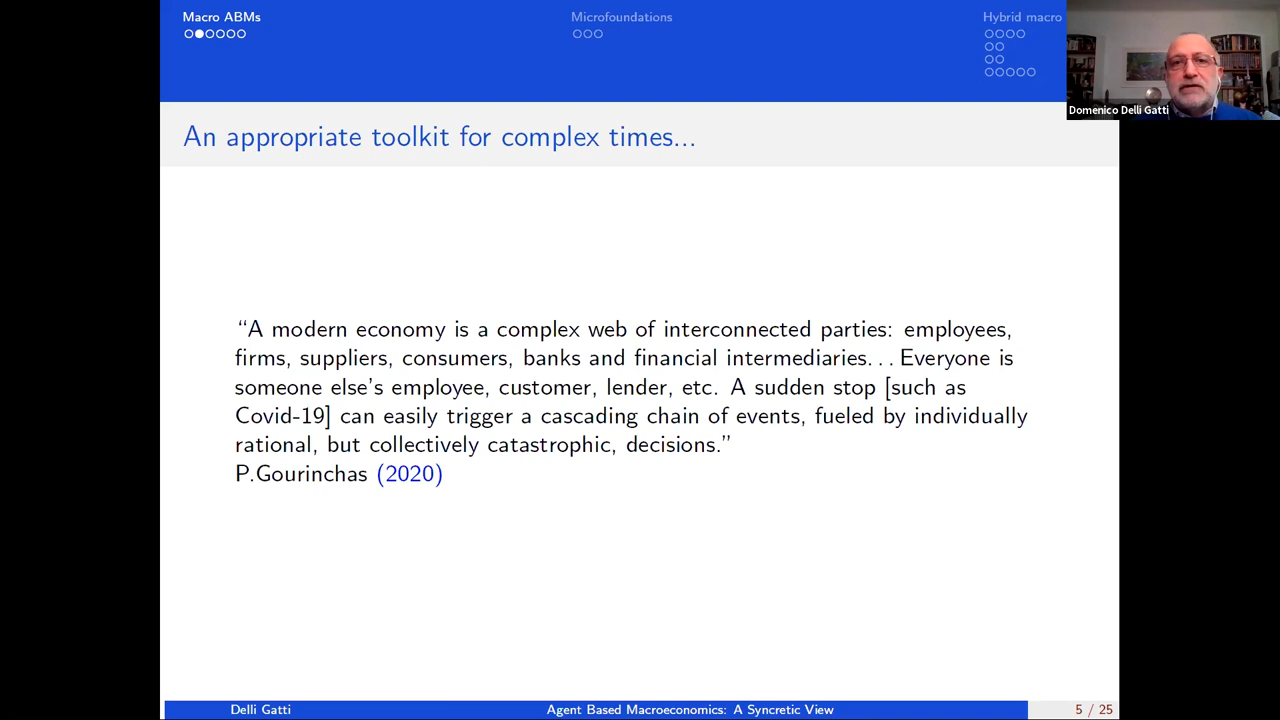 Macro ABMs
Microfoundations
Hybrid macro
Domenico Delli Gatti
An appropriate toolkit for complex times...
“A modern economy is a complex web of interconnected parties: employees,
firms, suppliers, consumers, banks and financial intermediaries. . . Everyone is
someone else’s employee, customer, lender, etc. A sudden stop [such as
Covid-19] can easily trigger a cascading chain of events, fueled by individually
rational, but collectively catastrophic, decisions.”
P.Gourinchas (2020)
Delli Gatti
Agent Based Macroeconomics: A Syncretic View
5 / 25